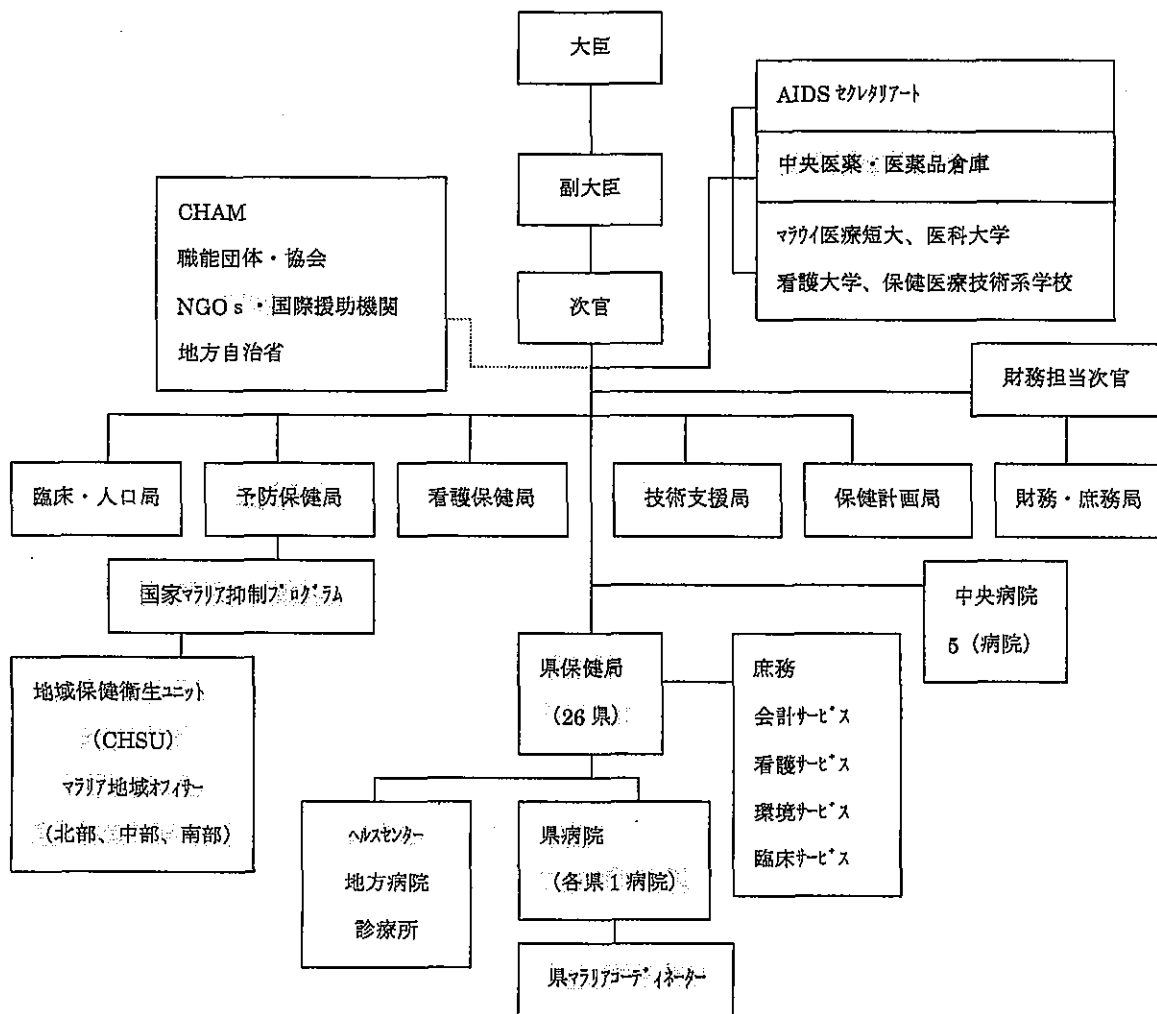 大臣
AIDSセクレタリアート
中央医薬・医薬品倉庫
マラウイ医療短大、医科大学
看護大学、保健医療技術系学校
副大臣
CHAM
職能団体・協会
NGOs・国際援助機関
地方自治省
次官
財務担当次官
臨床・人口局
予防保健局
看護保健局
技術支援局
保健計画局
財務・庶務局
国家マラリア抑制プログラム
中央病院
5（病院）
地域保健衛生ユニット
(CHSU)
マラリア地域オフィサー
(北部、中部、南部)
県保健局
(26県)
庶務
会計サービス
看護サービス
環境サービス
臨床サービス
ヘルスセンター
地方病院
診療所
県病院
(各県1病院)
県マラリアコーディネーター